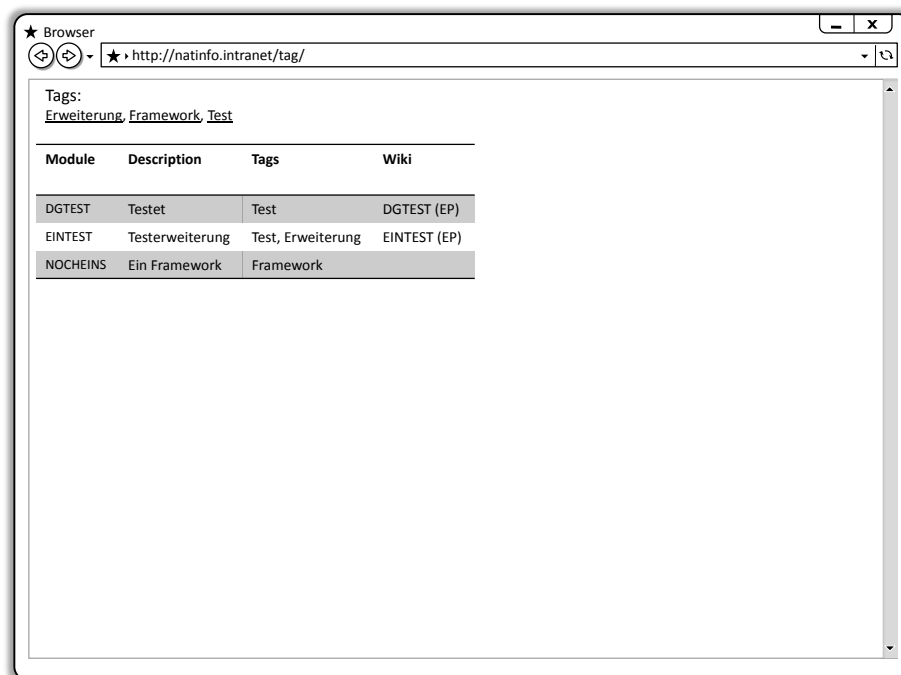 Browser
http://natinfo.intranet/tag/
Tags:
Erweiterung, Framework, Test
Module Description Tags Wiki
DGTEST Testet Test DGTEST (EP)
EINTEST Testerweiterung Test, Erweiterung EINTEST (EP)
NOCHEINS Ein Framework Framework